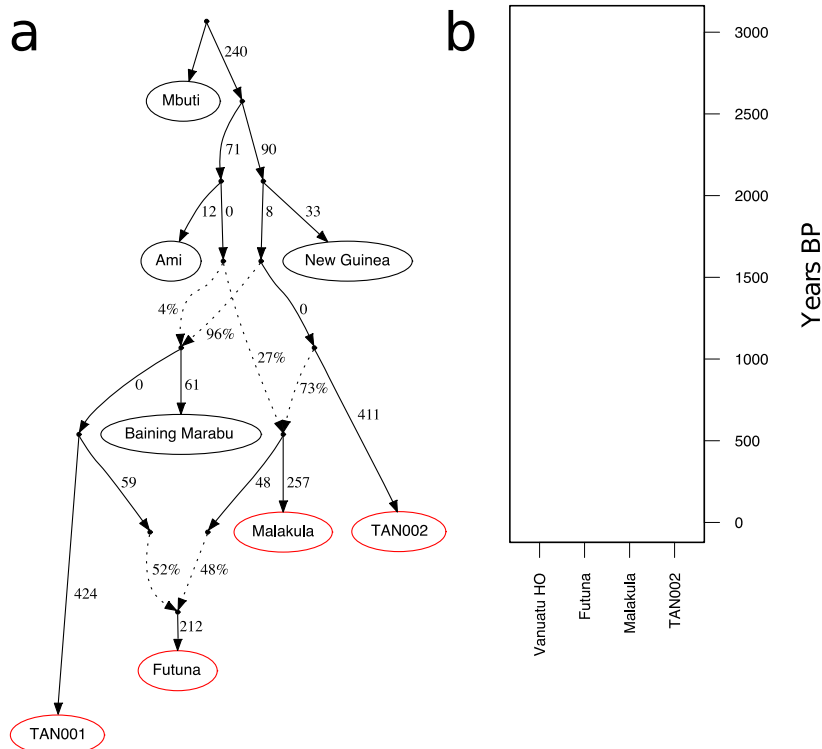 a
240
Mbuti
71
90
12
0
8
33
Ami
New Guinea
4%
96%
0
27%
73%
0
61
411
Baining Marabu
59
48
257
Malakula
TAN002
52%
48%
424
212
Futuna
TAN001
b
3000
2500
2000
1500
1000
500
0
Years BP
Vanuatu HO
Futuna
Malakula
TAN002